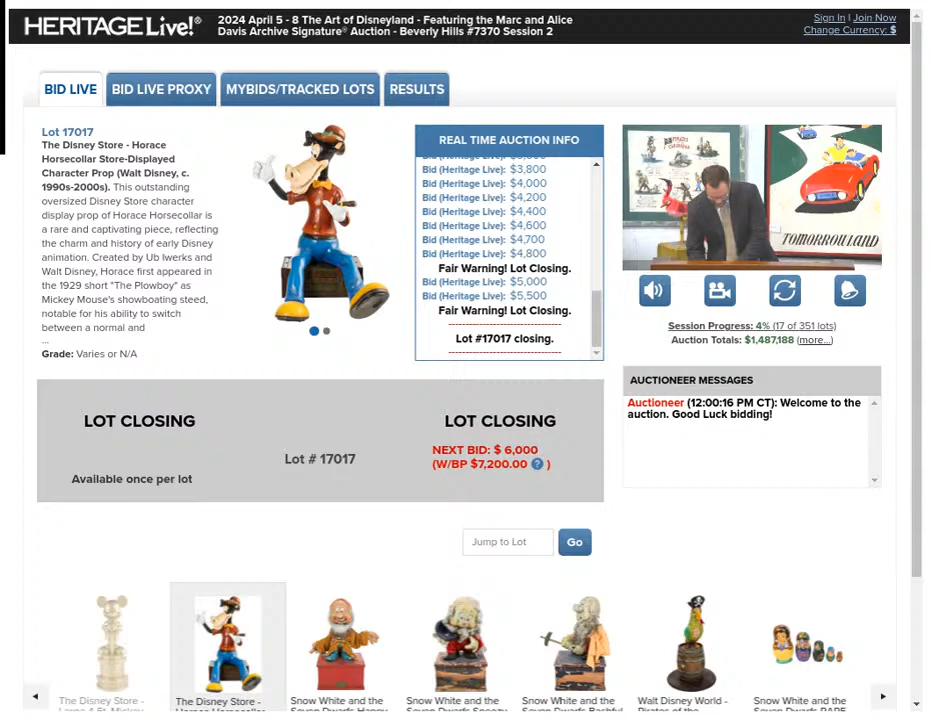 HERITAGE Live!®
2024 April 5 - 8 The Art of Disneyland - Featuring the Marc and Alice
Davis Archive Signature® Auction - Beverly Hills #7370 Session 2
Sign In | Join Now
Change Currency: $
BID LIVE
BID LIVE PROXY
MYBIDS/TRACKED LOTS
RESULTS
Lot 17017
The Disney Store - Horace
Horsecollar Store-Displayed
Character Prop (Walt Disney, c.
1990s-2000s). This outstanding
oversized Disney Store character
display prop of Horace Horsecollar is
a rare and captivating piece, reflecting
the charm and history of early Disney
animation. Created by Ub Iwerks and
Walt Disney, Horace first appeared in
the 1929 short "The Plowboy" as
Mickey Mouse's showboating steed,
notable for his ability to switch
between a normal and
...
Grade: Varies or N/A
REAL TIME AUCTION INFO
Bid (Heritage Live):
Bid (Heritage Live): $3,800
Bid (Heritage Live): $4,000
Bid (Heritage Live): $4,200
Bid (Heritage Live): $4,400
Bid (Heritage Live): $4,600
Bid (Heritage Live): $4,700
Bid (Heritage Live): $4,800
Fair Warning! Lot Closing.
Bid (Heritage Live): $5,000
Bid (Heritage Live): $5,500
Fair Warning! Lot Closing.
Lot #17017 closing.
TOMORROWLAND
Session Progress: 4% (17 of 351 lots)
Auction Totals: $1,487,188 (more...)
AUCTIONEER MESSAGES
Auctioneer (12:00:16 PM CT): Welcome to the
auction. Good Luck bidding!
LOT CLOSING
Available once per lot
Lot # 17017
LOT CLOSING
NEXT BID: $ 6,000
(W/BP $7,200.00 ? )
Jump to Lot
Go
The Disney Store -
Large 4 Ft. Mickey
The Disney Store -
Horace Horsecollar
Snow White and the
Seven Dwarfs Happy
Snow White and the
Seven Dwarfs Sneezy
Snow White and the
Seven Dwarfs Bashful
Walt Disney World -
Pirates of the
Snow White and the
Seven Dwarfs RARE